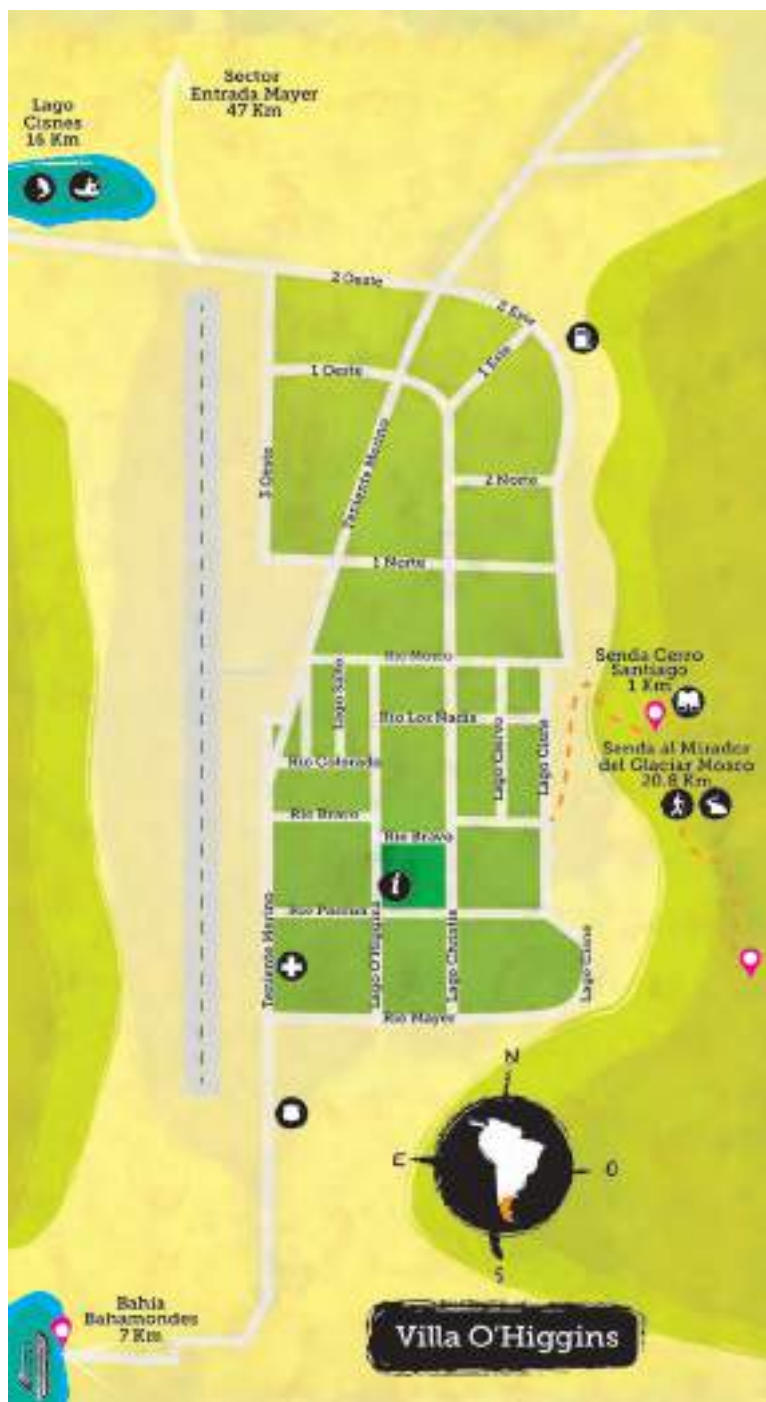 Sector
Entrada Mayer
47 Km
Lago
Cisnes
16 Km
2 Oeste
2 Este
1 Este
1 Oeste
3 Oeste
Teniente Merino
2 Norte
1 Norte
Rio Mosco
Lago Salto
Rio Los Nadis
Lago Ciervo
Lago Cisne
Senda Cerro
Santiago
1 Km
Senda al Mirador
del Glaciar Mosco
20.8 Km
Rio Colorado
Rio Bravo
Rio Bravo
i
Rio Pascua
Teniente Merino
Lago O'Higgins
Lago Christie
Lago Cisne
Rio Mayer
N
E
O
S
Bahía
Bahamondes
7 Km
Villa O'Higgins